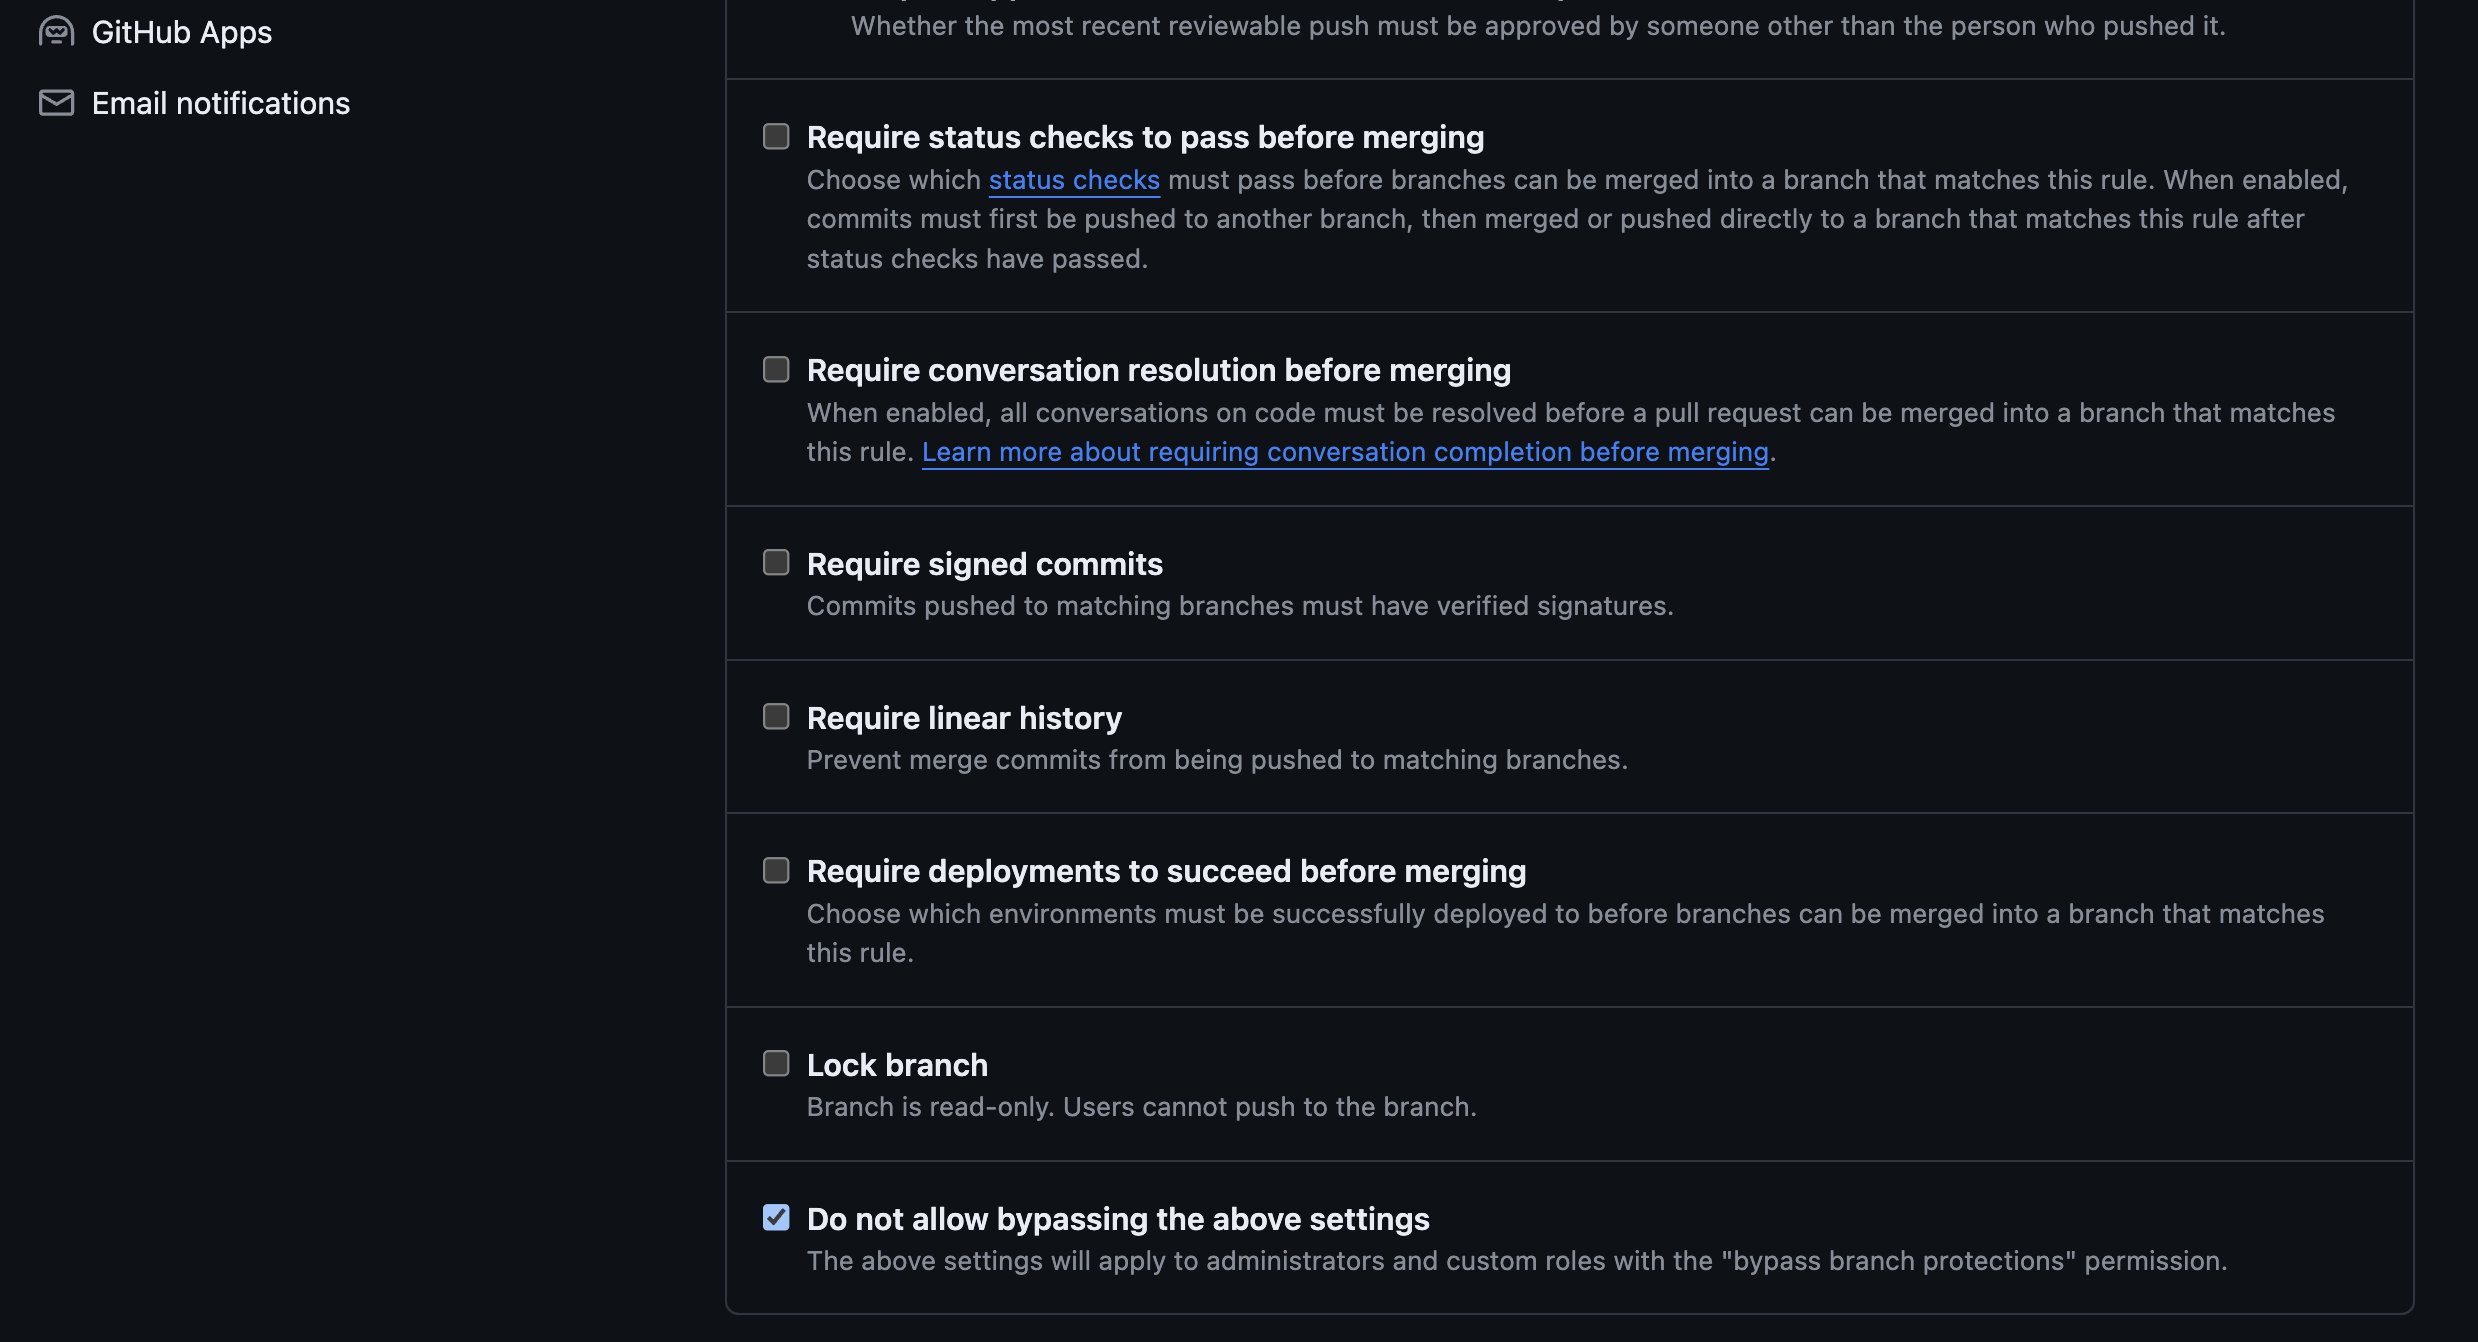 GitHub Apps
Email notifications
Whether the most recent reviewable push must be approved by someone other than the person who pushed it.
Require status checks to pass before merging
Choose which status checks must pass before branches can be merged into a branch that matches this rule. When enabled,
commits must first be pushed to another branch, then merged or pushed directly to a branch that matches this rule after
status checks have passed.
Require conversation resolution before merging
When enabled, all conversations on code must be resolved before a pull request can be merged into a branch that matches
this rule. Learn more about requiring conversation completion before merging.
Require signed commits
Commits pushed to matching branches must have verified signatures.
Require linear history
Prevent merge commits from being pushed to matching branches.
Require deployments to succeed before merging
Choose which environments must be successfully deployed to before branches can be merged into a branch that matches
this rule.
Lock branch
Branch is read-only. Users cannot push to the branch.
Do not allow bypassing the above settings
The above settings will apply to administrators and custom roles with the "bypass branch protections" permission.